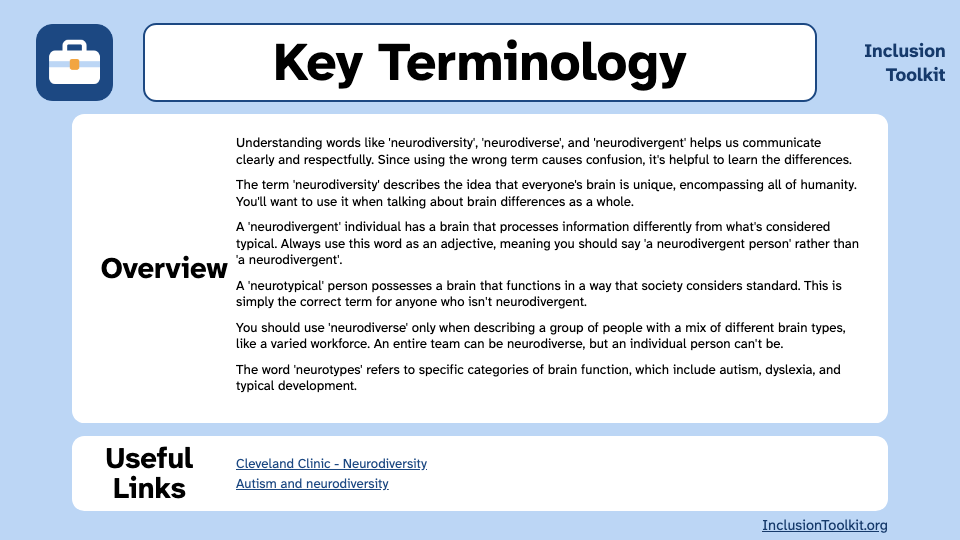 Key Terminology
Inclusion
Toolkit
Overview
Understanding words like 'neurodiversity', 'neurodiverse', and 'neurodivergent' helps us communicate
clearly and respectfully. Since using the wrong term causes confusion, it's helpful to learn the differences.
The term 'neurodiversity' describes the idea that everyone's brain is unique, encompassing all of humanity.
You'll want to use it when talking about brain differences as a whole.
A 'neurodivergent' individual has a brain that processes information differently from what's considered
typical. Always use this word as an adjective, meaning you should say 'a neurodivergent person' rather than
'a neurodivergent'.
A 'neurotypical' person possesses a brain that functions in a way that society considers standard. This is
simply the correct term for anyone who isn't neurodivergent.
You should use 'neurodiverse' only when describing a group of people with a mix of different brain types,
like a varied workforce. An entire team can be neurodiverse, but an individual person can't be.
The word 'neurotypes' refers to specific categories of brain function, which include autism, dyslexia, and
typical development.
Useful
Links
Cleveland Clinic - Neurodiversity
Autism and neurodiversity
InclusionToolkit.org